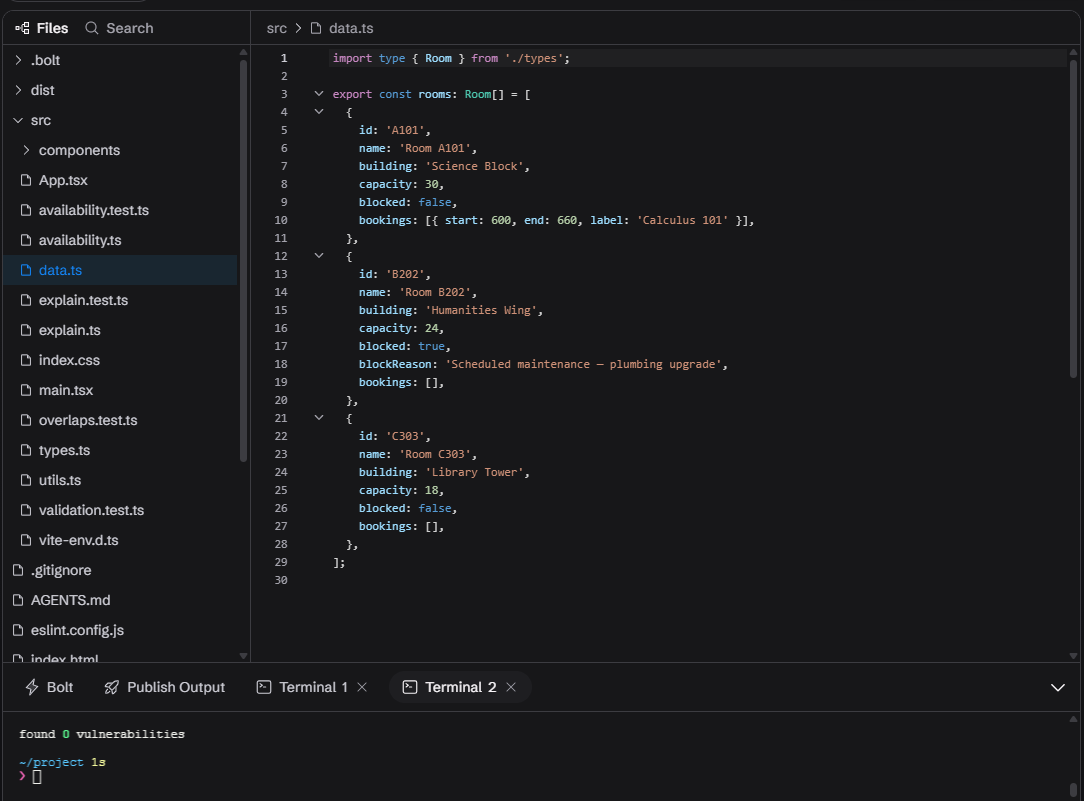 Files
Search
.bolt
dist
src
components
App.tsx
availability.test.ts
availability.ts
data.ts
explain.test.ts
explain.ts
index.css
main.tsx
overlaps.test.ts
types.ts
utils.ts
validation.test.ts
vite-env.d.ts
.gitignore
AGENTS.md
eslint.config.js
index.html
src > data.ts
1 import type { Room } from './types';
2
3 export const rooms: Room[] = [
4 {
5 id: 'A101',
6 name: 'Room A101',
7 building: 'Science Block',
8 capacity: 30,
9 blocked: false,
10 bookings: [{ start: 600, end: 660, label: 'Calculus 101' }],
11 },
12 {
13 id: 'B202',
14 name: 'Room B202',
15 building: 'Humanities Wing',
16 capacity: 24,
17 blocked: true,
18 blockReason: 'Scheduled maintenance — plumbing upgrade',
19 bookings: [],
20 },
21 {
22 id: 'C303',
23 name: 'Room C303',
24 building: 'Library Tower',
25 capacity: 18,
26 blocked: false,
27 bookings: [],
28 },
29 ];
30
Bolt
Publish Output
Terminal 1
Terminal 2
found 0 vulnerabilities
~/project 1s
❯